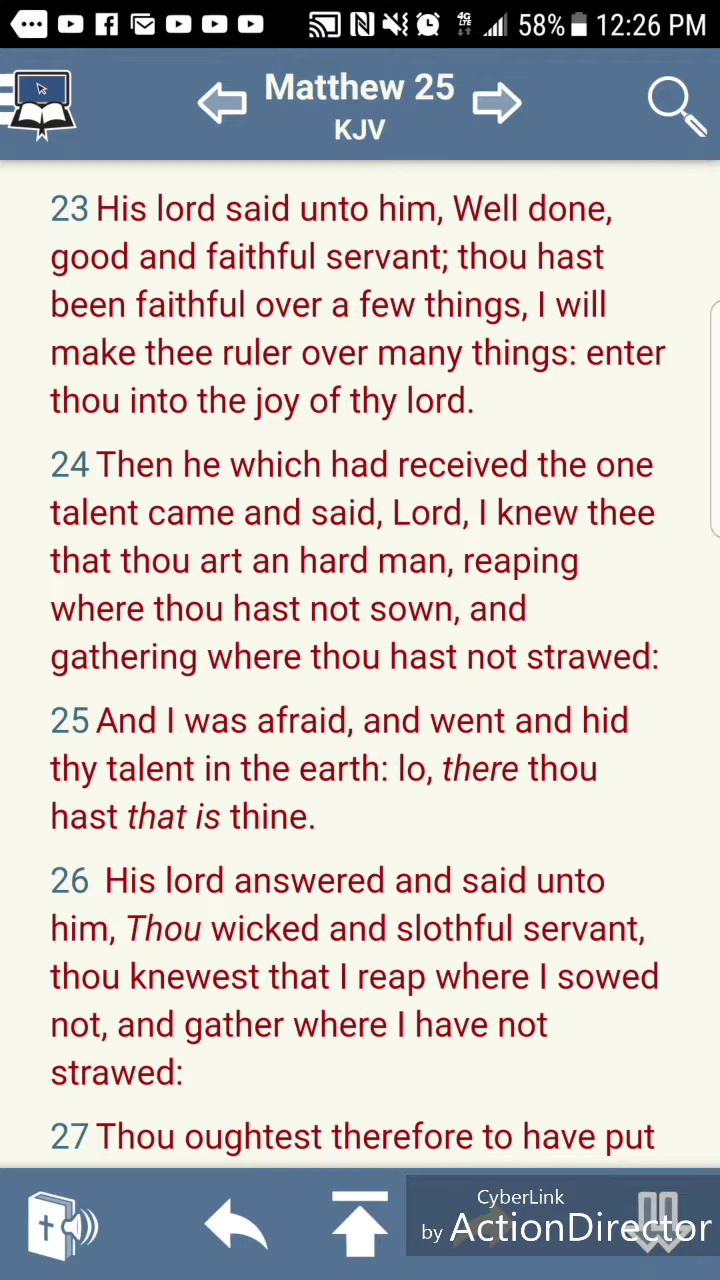 58% 12:26 PM
Matthew 25
KJV
23 His lord said unto him, Well done,
good and faithful servant; thou hast
been faithful over a few things, I will
make thee ruler over many things: enter
thou into the joy of thy lord.
24 Then he which had received the one
talent came and said, Lord, I knew thee
that thou art an hard man, reaping
where thou hast not sown, and
gathering where thou hast not strawed:
25 And I was afraid, and went and hid
thy talent in the earth: lo, there thou
hast that is thine.
26 His lord answered and said unto
him, Thou wicked and slothful servant,
thou knewest that I reap where I sowed
not, and gather where I have not
strawed:
27 Thou oughtest therefore to have put
CyberLink
by ActionDirector